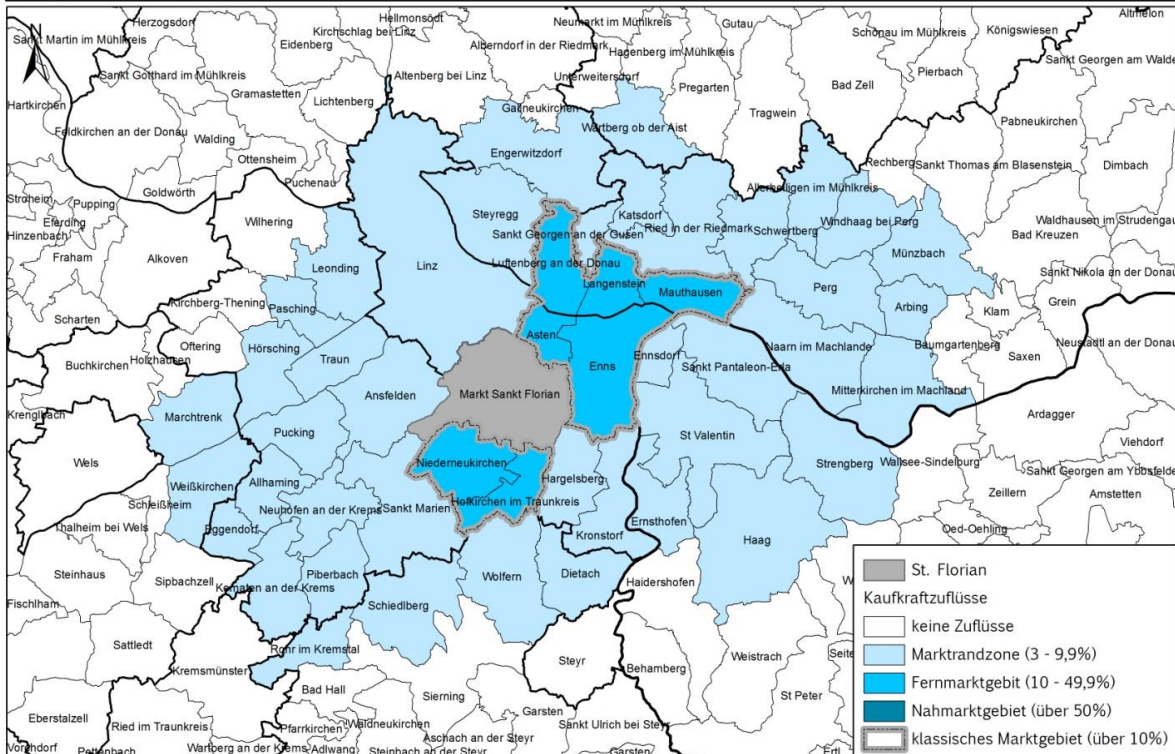 Herzogsdorf
Kirchschlag bei Linz
Hellmonsödt
Neumarkt im Mühlkreis
Gutau
Altmelon
Königswiesen
Sankt Martin im Mühlkreis
N
Eidenberg
Alberndorf in der Riedmark
Hagenberg im Mühlkreis
Schönau im Mühlkreis
Pierbach
Sankt Georgen am Walde
Sankt Gotthard im Mühlkreis
Altenberg bei Linz
Unterweitersdorf
Pregarten
Bad Zell
Gramastetten
Lichtenberg
Gallneukirchen
Tragwein
Hartkirchen
Feldkirchen an der Donau
Walding
Wartberg ob der Aist
Pabneukirchen
Ottensheim
Engerwitzdorf
Rechberg
Sankt Thomas am Blasenstein
Dimbach
Puchenau
Goldwörth
Allerheiligen im Mühlkreis
Stroheim
Pupping
Steyregg
Katsdorf
Windhaag bei Perg
Waldhausen im Strudengau
Eferding
Wilhering
Sankt Georgen an der Gusen
Ried in der Riedmark
Schwertberg
Bad Kreuzen
Hinzenbach
Münzbach
Fraham
Alkoven
Leonding
Linz
Luftenberg an der Donau
Sankt Nikola an der Donau
Langenstein
Mauthausen
Perg
Kirchberg-Thening
Pasching
Arbing
Klam
Grein
Scharten
Oftering
Hörsching
Asten
Ennsdorf
Naarn im Machlande
Baumgartenberg
Saxen
Neustadtl an der Donau
Buchkirchen
Holzhausen
Traun
Enns
Sankt Pantaleon-Erla
Krenglbach
Marchtrenk
Ansfelden
Markt Sankt Florian
Mitterkirchen im Machland
Ardagger
Pucking
St Valentin
Viehdorf
Wels
Niederneukirchen
Strengberg
Wallsee-Sindelburg
Sankt Georgen am Ybbsfelde
Weißkirchen
Allhaming
Hargelsberg
Zeillern
Amstetten
Schleißheim
Neuhofen an der Krems
Sankt Marien
Hofkirchen im Traunkreis
Ernsthofen
Thalheim bei Wels
Eggendorf
Kronstorf
Haag
Oed-Oehling
Steinhaus
Sipbachzell
Piberbach
Wolfern
Dietach
Haidershofen
Kematen an der Krems
Schiedlberg
Fischlham
Sattledt
Rohr im Kremstal
Steyr
Behamberg
Weistrach
Kremsmünster
Bad Hall
Sierning
Garsten
St Peter
Eberstalzell
Ried im Traunkreis
Pfarrkirchen
Waldneukirchen
Sankt Ulrich bei Steyr
Aschach an der Steyr
Vorchdorf
Pettenbach
Wartberg an der Krems
Adlwang
Steinbach an der Steyr
Garsten
Ertl
St. Florian
Kaufkraftzuflüsse
keine Zuflüsse
Marktrandzone (3 - 9,9%)
Fernmarktgebit (10 - 49,9%)
Nahmarktgebiet (über 50%)
klassisches Marktgebiet (über 10%)